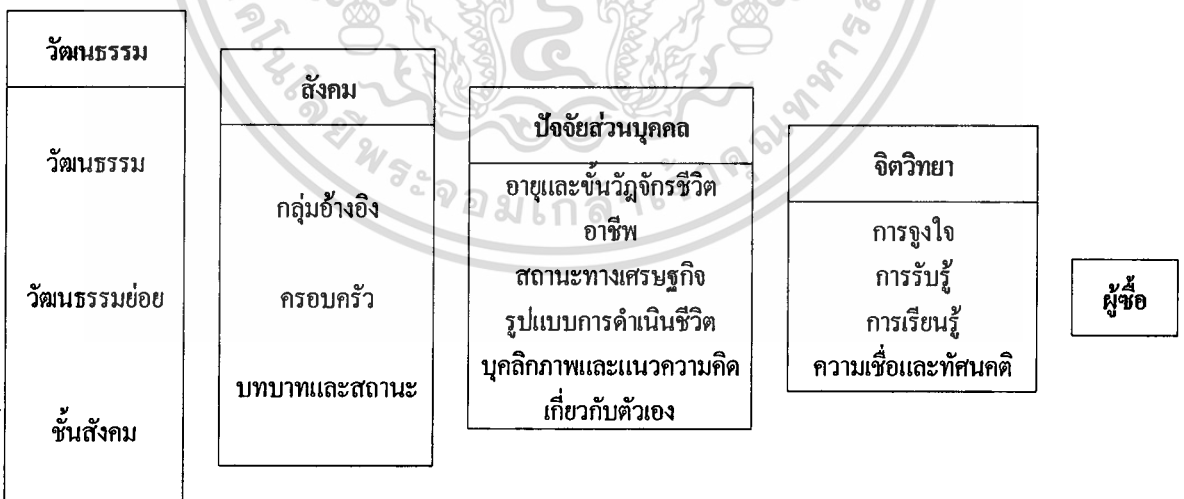 วัฒนธรรม
วัฒนธรรม
วัฒนธรรมย่อย
ชั้นสังคม
สังคม
กลุ่มอ้างอิง
ครอบครัว
บทบาทและสถานะ
ปัจจัยส่วนบุคคล
อายุและขั้นวัฎจักรชีวิต
อาชีพ
สถานะทางเศรษฐกิจ
รูปแบบการดำเนินชีวิต
บุคลิกภาพและแนวความคิด
เกี่ยวกับตัวเอง
จิตวิทยา
การจูงใจ
การรับรู้
การเรียนรู้
ความเชื่อและทัศนคติ
ผู้ซื้อ